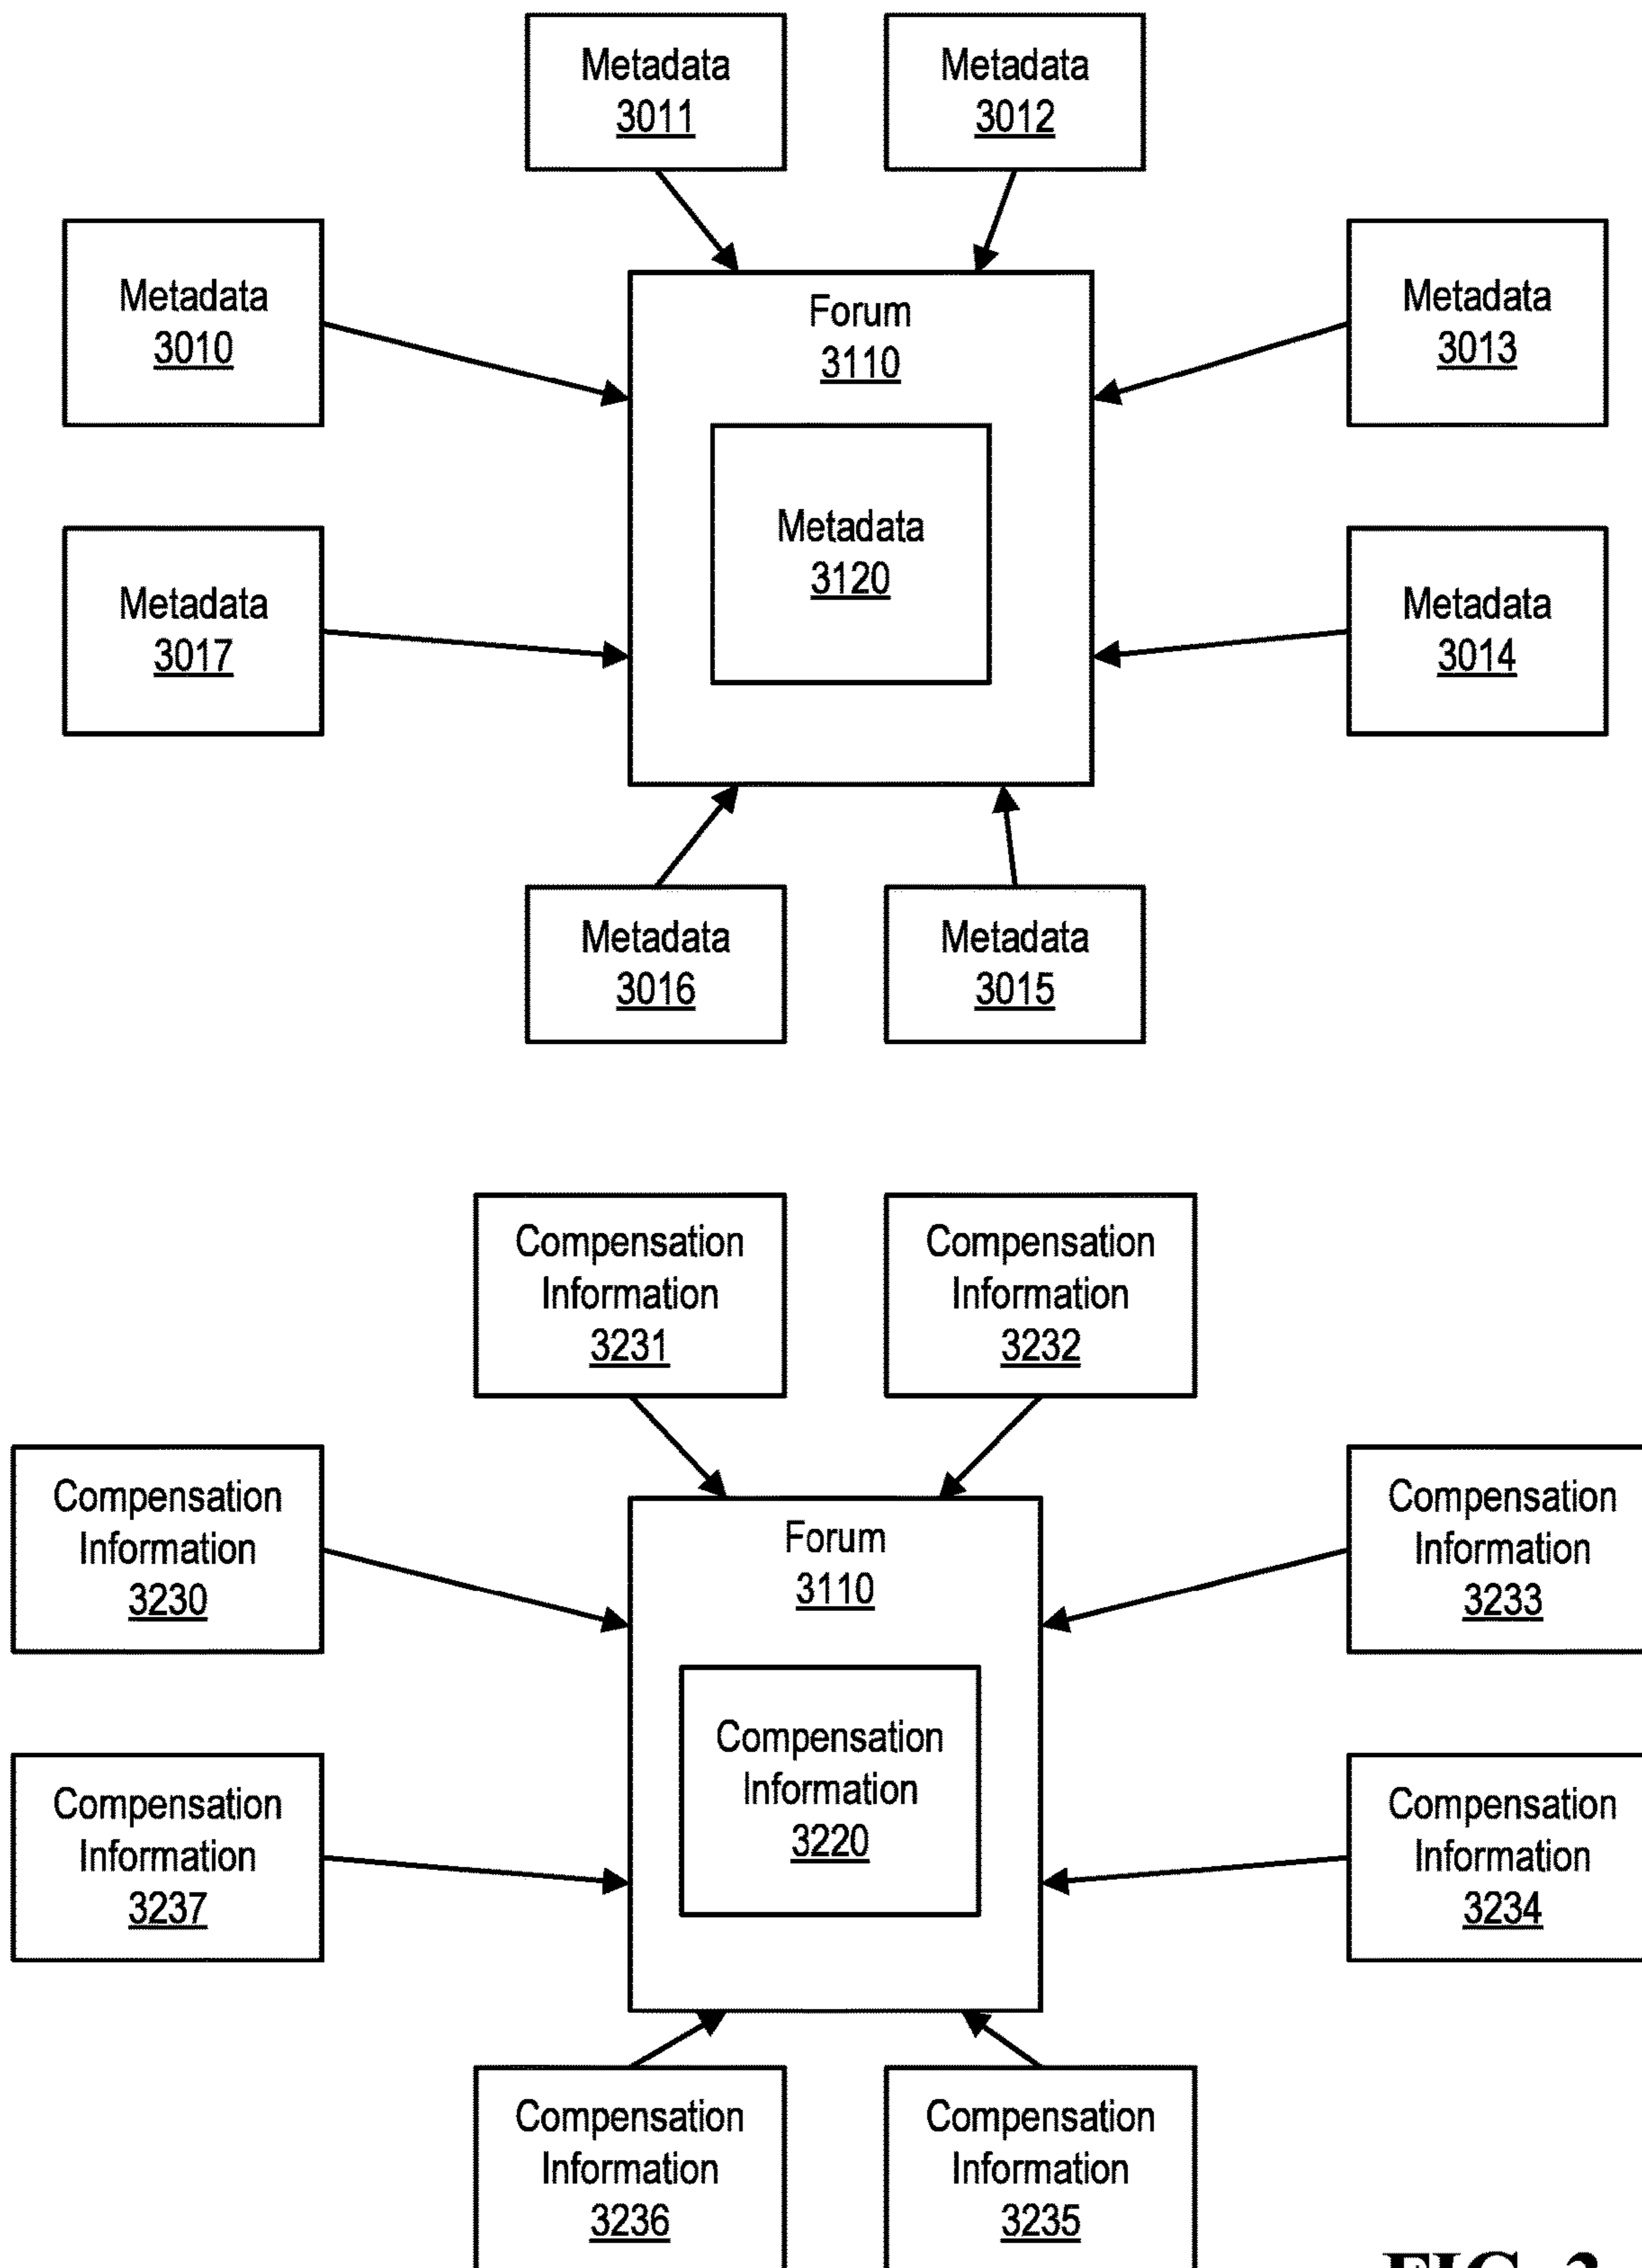 Metadata
3011
Metadata
3012
Metadata
3010
Forum
3110
Metadata
3013
Metadata
3120
Metadata
3017
Metadata
3014
Metadata
3016
Metadata
3015
Compensation
Information
3231
Compensation
Information
3232
Compensation
Information
3230
Forum
3110
Compensation
Information
3233
Compensation
Information
3220
Compensation
Information
3237
Compensation
Information
3234
Compensation
Information
3236
Compensation
Information
3235